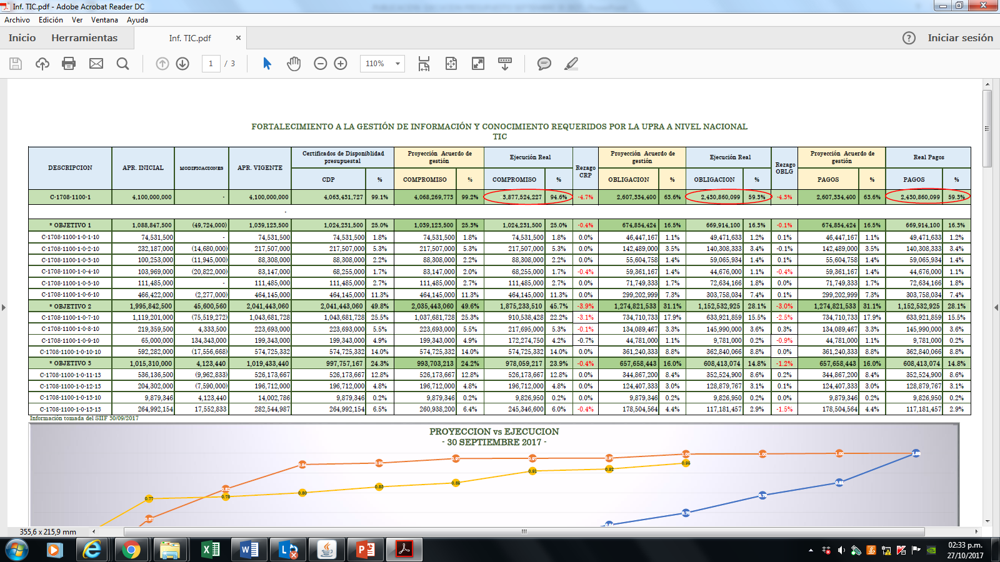 Inf. TIC.pdf - Adobe Acrobat Reader DC
Archivo Edición Ver Ventana Ayuda
Inicio Herramientas Inf. TIC.pdf × ? Iniciar sesión
1 / 3 110%
FORTALECIMIENTO A LA GESTIÓN DE INFORMACIÓN Y CONOCIMIENTO REQUERIDOS POR LA UPRA A NIVEL NACIONAL
TIC
DESCRIPCION APR. INICIAL MODIFICACIONES APR. VIGENTE Certificados de Disponiblidad presupuestal Proyección Acuerdo de gestión Ejecución Real Rezago CRP Proyección Acuerdo de gestión Ejecución Real Rezago OBLG Proyección Acuerdo de gestión Real Pagos
CDP % COMPROMISO % COMPROMISO % OBLIGACION % OBLIGACION % PAGOS % PAGOS %
C-1708-1100-1 4,100,000,000 - 4,100,000,000 4,063,431,727 99.1% 4,068,269,773 99.2% 3,877,524,227 94.6% -4.7% 2,607,334,400 63.6% 2,430,860,099 59.3% -4.3% 2,607,334,400 63.6% 2,430,860,099 59.3%
-
* OBJETIVO 1 1,088,847,500 (49,724,000) 1,039,123,500 1,024,231,500 25.0% 1,039,123,500 25.3% 1,024,231,500 25.0% -0.4% 674,854,424 16.5% 669,914,100 16.3% -0.1% 674,854,424 16.5% 669,914,100 16.3%
C-1708-1100-1-0-1-10 74,531,500 - 74,531,500 74,531,500 1.8% 74,531,500 1.8% 74,531,500 1.8% 0.0% 46,447,167 1.1% 49,471,633 1.2% 0.1% 46,447,167 1.1% 49,471,633 1.2%
C-1708-1100-1-0-2-10 232,187,000 (14,680,000) 217,507,000 217,507,000 5.3% 217,507,000 5.3% 217,507,000 5.3% 0.0% 142,489,000 3.5% 140,308,333 3.4% -0.1% 142,489,000 3.5% 140,308,333 3.4%
C-1708-1100-1-0-3-10 100,253,000 (11,945,000) 88,308,000 88,308,000 2.2% 88,308,000 2.2% 88,308,000 2.2% 0.0% 55,604,758 1.4% 59,065,934 1.4% 0.1% 55,604,758 1.4% 59,065,934 1.4%
C-1708-1100-1-0-4-10 103,969,000 (20,822,000) 83,147,000 68,255,000 1.7% 83,147,000 2.0% 68,255,000 1.7% -0.4% 59,361,167 1.4% 44,676,000 1.1% -0.4% 59,361,167 1.4% 44,676,000 1.1%
C-1708-1100-1-0-5-10 111,485,000 - 111,485,000 111,485,000 2.7% 111,485,000 2.7% 111,485,000 2.7% 0.0% 71,749,333 1.7% 72,634,166 1.8% 0.0% 71,749,333 1.7% 72,634,166 1.8%
C-1708-1100-1-0-6-10 466,422,000 (2,277,000) 464,145,000 464,145,000 11.3% 464,145,000 11.3% 464,145,000 11.3% 0.0% 299,202,999 7.3% 303,758,034 7.4% 0.1% 299,202,999 7.3% 303,758,034 7.4%
* OBJETIVO 2 1,995,842,500 45,600,560 2,041,443,060 2,041,443,060 49.8% 2,035,443,060 49.6% 1,875,233,510 45.7% -3.9% 1,274,821,533 31.1% 1,152,532,925 28.1% -3.0% 1,274,821,533 31.1% 1,152,532,925 28.1%
C-1708-1100-1-0-7-10 1,119,201,000 (75,519,272) 1,043,681,728 1,043,681,728 25.5% 1,037,681,728 25.3% 910,538,428 22.2% -3.1% 734,710,733 17.9% 633,921,859 15.5% -2.5% 734,710,733 17.9% 633,921,859 15.5%
C-1708-1100-1-0-8-10 219,359,500 4,333,500 223,693,000 223,693,000 5.5% 223,693,000 5.5% 217,695,000 5.3% -0.1% 134,089,467 3.3% 145,990,000 3.6% 0.3% 134,089,467 3.3% 145,990,000 3.6%
C-1708-1100-1-0-9-10 65,000,000 134,343,000 199,343,000 199,343,000 4.9% 199,343,000 4.9% 172,274,750 4.2% -0.7% 44,781,000 1.1% 9,781,000 0.2% -0.9% 44,781,000 1.1% 9,781,000 0.2%
C-1708-1100-1-0-10-10 592,282,000 (17,556,668) 574,725,332 574,725,332 14.0% 574,725,332 14.0% 574,725,332 14.0% 0.0% 361,240,333 8.8% 362,840,066 8.8% 0.0% 361,240,333 8.8% 362,840,066 8.8%
* OBJETIVO 3 1,015,310,000 4,123,440 1,019,433,440 997,757,167 24.3% 993,703,213 24.2% 978,059,217 23.9% -0.4% 657,658,443 16.0% 608,413,074 14.8% -1.2% 657,658,443 16.0% 608,413,074 14.8%
C-1708-1100-1-0-11-13 536,136,500 (9,962,833) 526,173,667 526,173,667 12.8% 526,173,667 12.8% 526,173,667 12.8% 0.0% 344,867,200 8.4% 352,524,900 8.6% 0.2% 344,867,200 8.4% 352,524,900 8.6%
C-1708-1100-1-0-12-13 204,302,000 (7,590,000) 196,712,000 196,712,000 4.8% 196,712,000 4.8% 196,712,000 4.8% 0.0% 124,407,333 3.0% 128,879,767 3.1% 0.1% 124,407,333 3.0% 128,879,767 3.1%
C-1708-1100-1-0-13-10 9,879,346 4,123,440 14,002,786 9,879,346 0.2% 9,879,346 0.2% 9,826,950 0.2% 0.0% 9,879,346 0.2% 9,826,950 0.2% 0.0% 9,879,346 0.2% 9,826,950 0.2%
C-1708-1100-1-0-13-13 264,992,154 17,552,833 282,544,987 264,992,154 6.5% 260,938,200 6.4% 245,346,600 6.0% -0.4% 178,504,564 4.4% 117,181,457 2.9% -1.5% 178,504,564 4.4% 117,181,457 2.9%
Información tomada del SIIF 30/09/2017
PROYECCION vs EJECUCION
- 30 SEPTIEMBRE 2017 -
0.94 0.95 0.97 0.97 0.97 1.00 1.00 1.00 1.00
0.77 0.78 0.80 0.83 0.85 0.91 0.92 0.95
0.67 0.70
355,6 x 215,9 mm
02:33 p.m.
27/10/2017